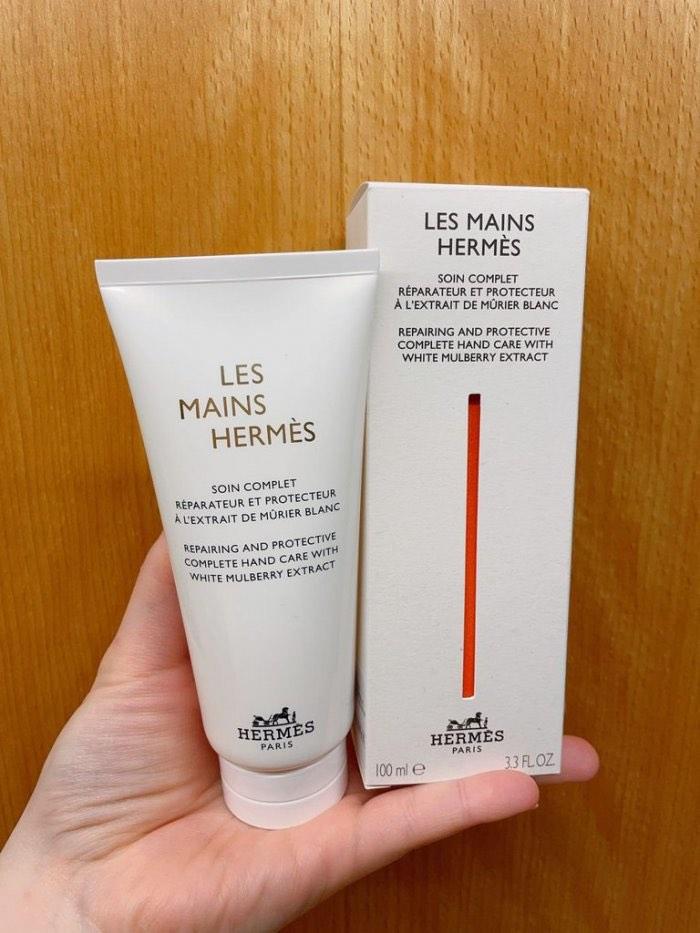 LES
MAINS
HERMÈS
SOIN COMPLET
RÉPARATEUR ET PROTECTEUR
À L'EXTRAIT DE MÛRIER BLANC
REPAIRING AND PROTECTIVE
COMPLETE HAND CARE WITH
WHITE MULBERRY EXTRACT
HERMÈS
PARIS
LES MAINS
HERMÈS
SOIN COMPLET
RÉPARATEUR ET PROTECTEUR
À L'EXTRAIT DE MÛRIER BLANC
REPAIRING AND PROTECTIVE
COMPLETE HAND CARE WITH
WHITE MULBERRY EXTRACT
HERMÈS
PARIS
100 ml ℮ 3.3 FL.OZ